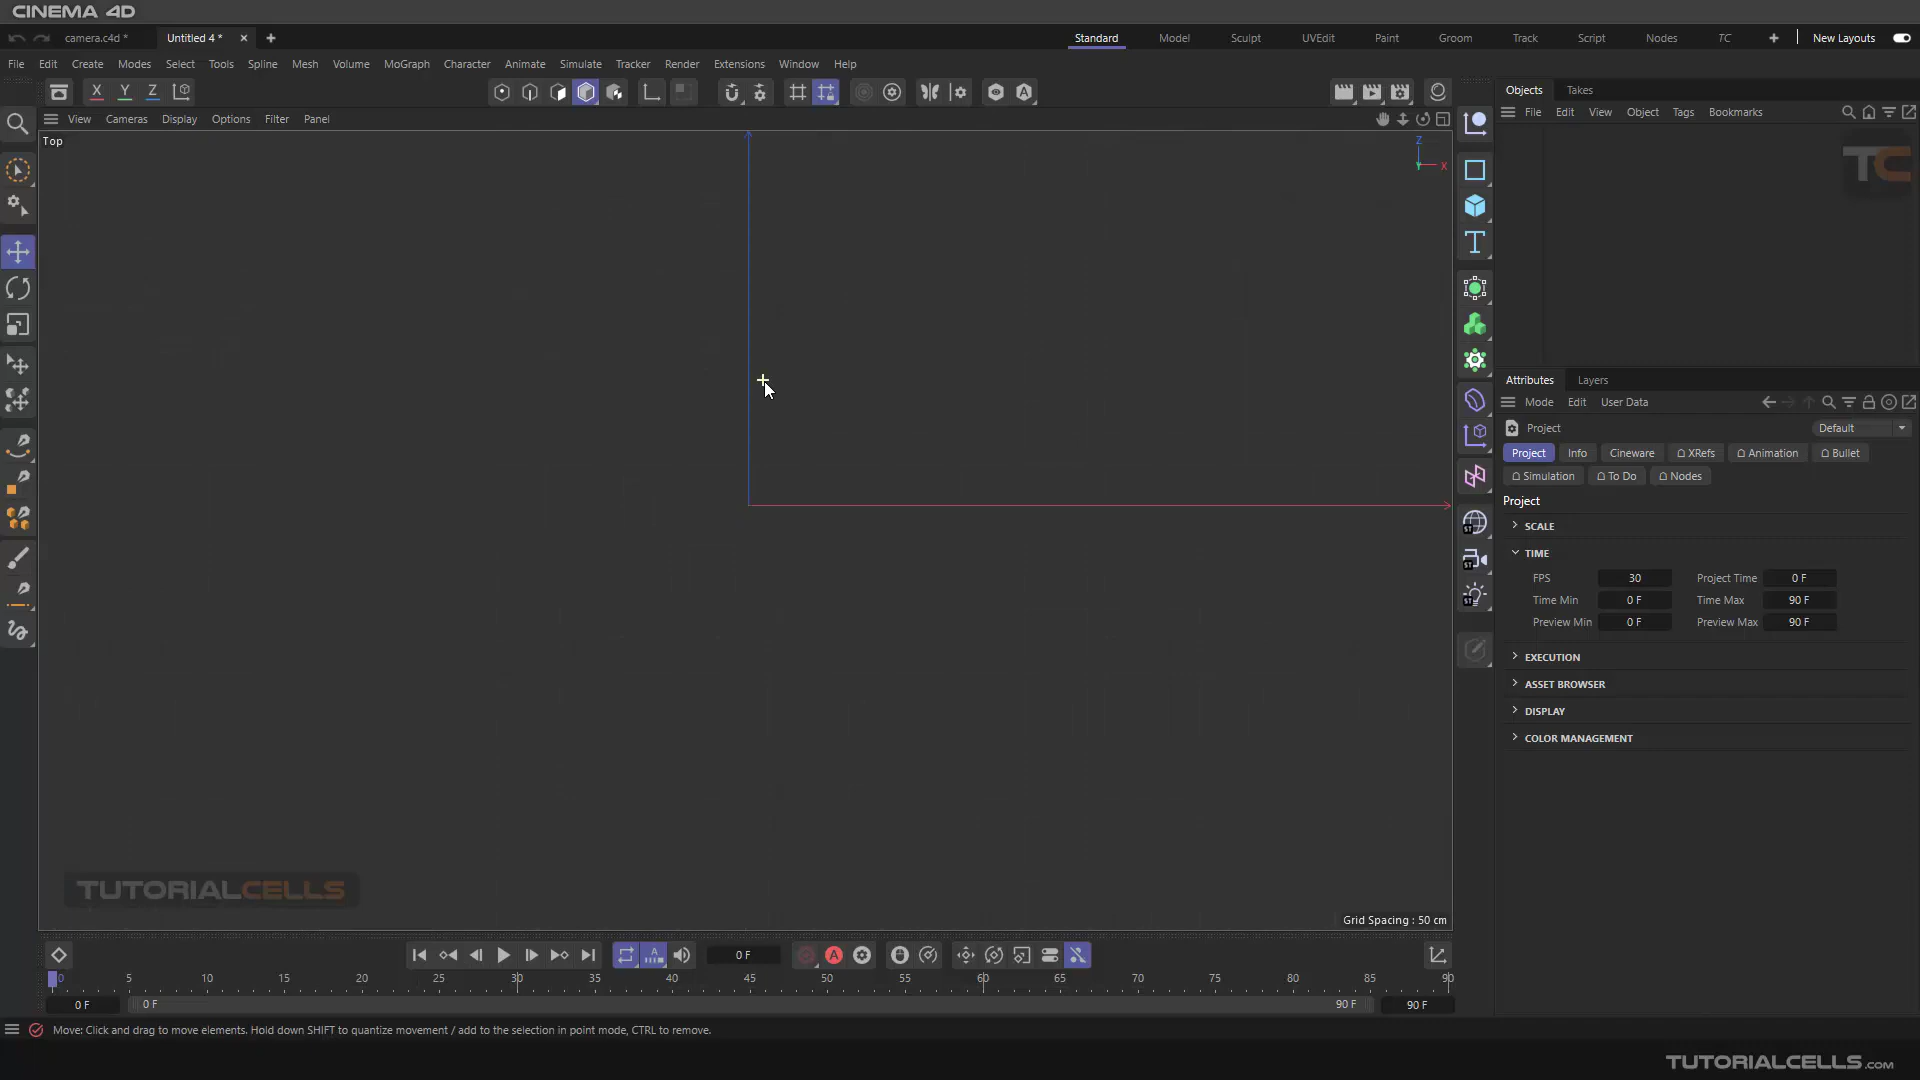 CINEMA 4D
camera.c4d *
Untitled 4 *
Standard
Model
Sculpt
UVEdit
Paint
Groom
Track
Script
Nodes
TC
New Layouts
File Edit Create Modes Select Tools Spline Mesh Volume MoGraph Character Animate Simulate Tracker Render Extensions Window Help
X Y Z
Objects Takes
View Cameras Display Options Filter Panel
File Edit View Object Tags Bookmarks
Top
Z
X
TC
Attributes Layers
Mode Edit User Data
Project
Default
Project Info Cineware XRefs Animation Bullet
Simulation To Do Nodes
Project
SCALE
TIME
FPS 30 Project Time 0 F
Time Min 0 F Time Max 90 F
Preview Min 0 F Preview Max 90 F
EXECUTION
ASSET BROWSER
DISPLAY
COLOR MANAGEMENT
TUTORIALCELLS
Grid Spacing : 50 cm
0 F
0 5 10 15 20 25 30 35 40 45 50 55 60 65 70 75 80 85 90
0 F 0 F 90 F 90 F
Move: Click and drag to move elements. Hold down SHIFT to quantize movement / add to the selection in point mode, CTRL to remove.
TUTORIALCELLS.COM